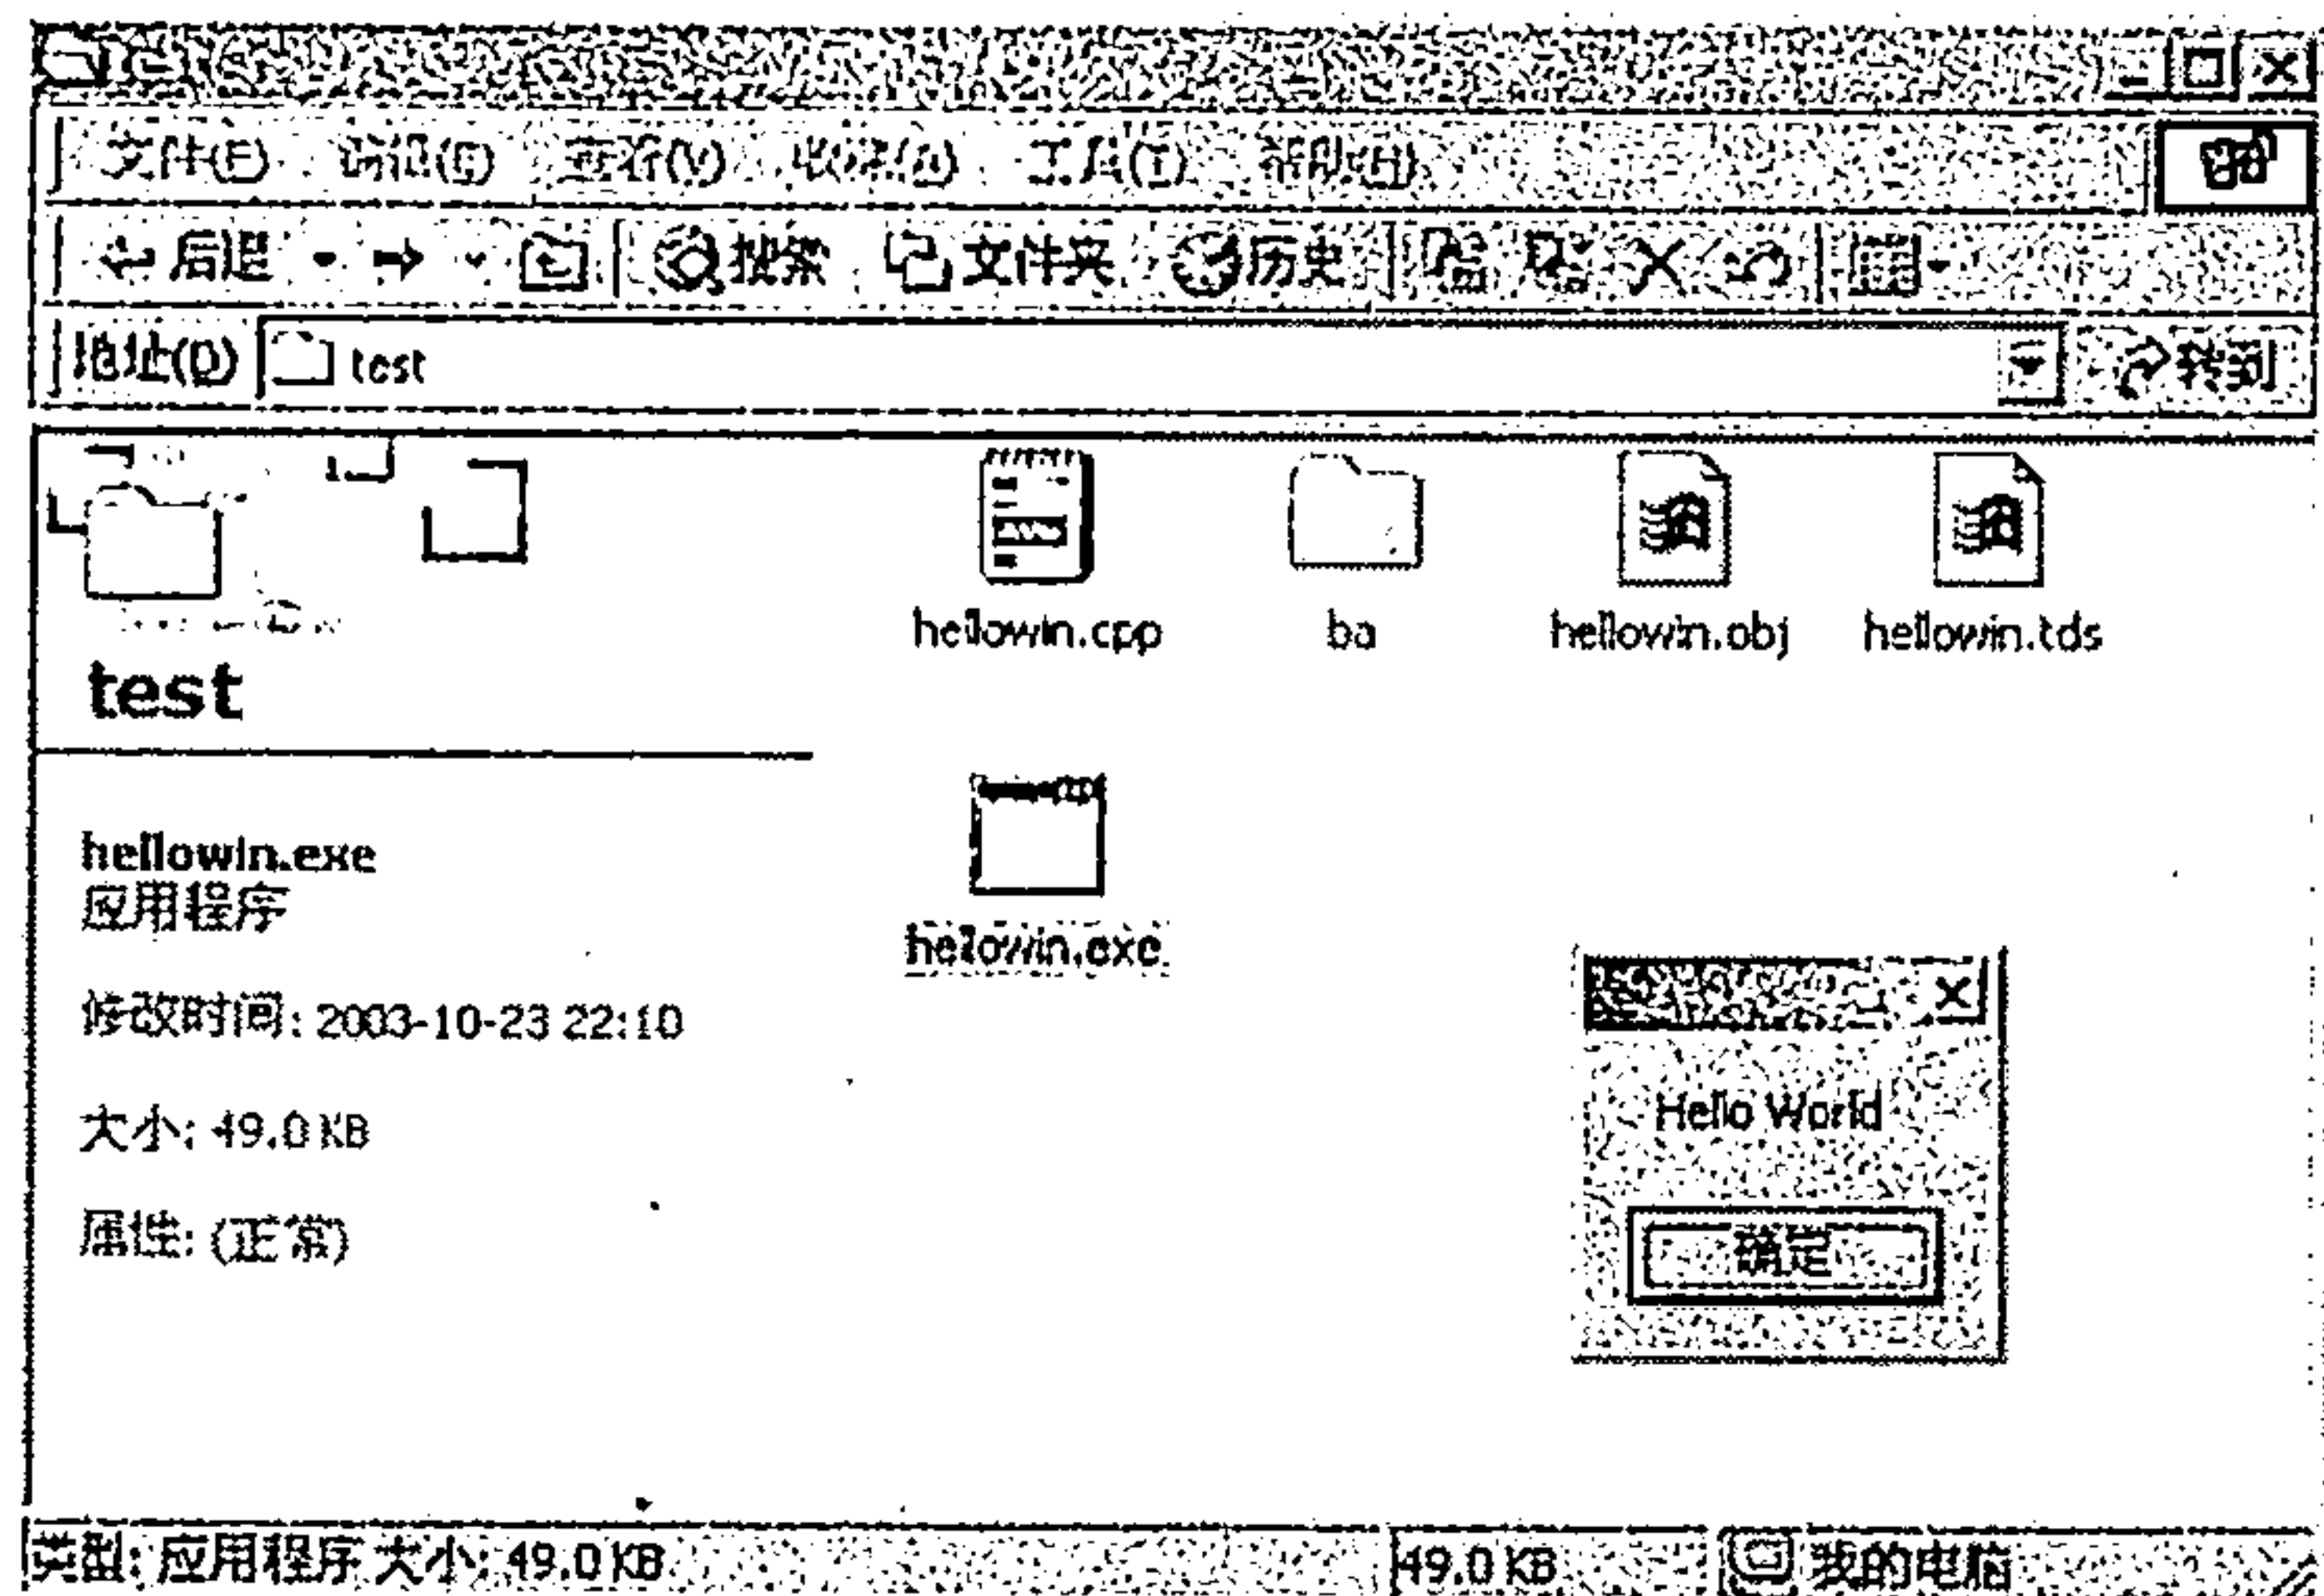 文件(F) 编辑(E) 查看(V) 收藏(A) 工具(T) 帮助(H)
后退 搜索 文件夹 历史
地址(D) test 转到
hellowin.cpp ba hellowin.obj hellowin.tds
test
hellowin.exe
应用程序
hellowin.exe
修改时间: 2003-10-23 22:10
Hello World
大小: 49.0 KB
属性: (正常)
确定
类型: 应用程序 大小: 49.0 KB 49.0 KB 我的电脑